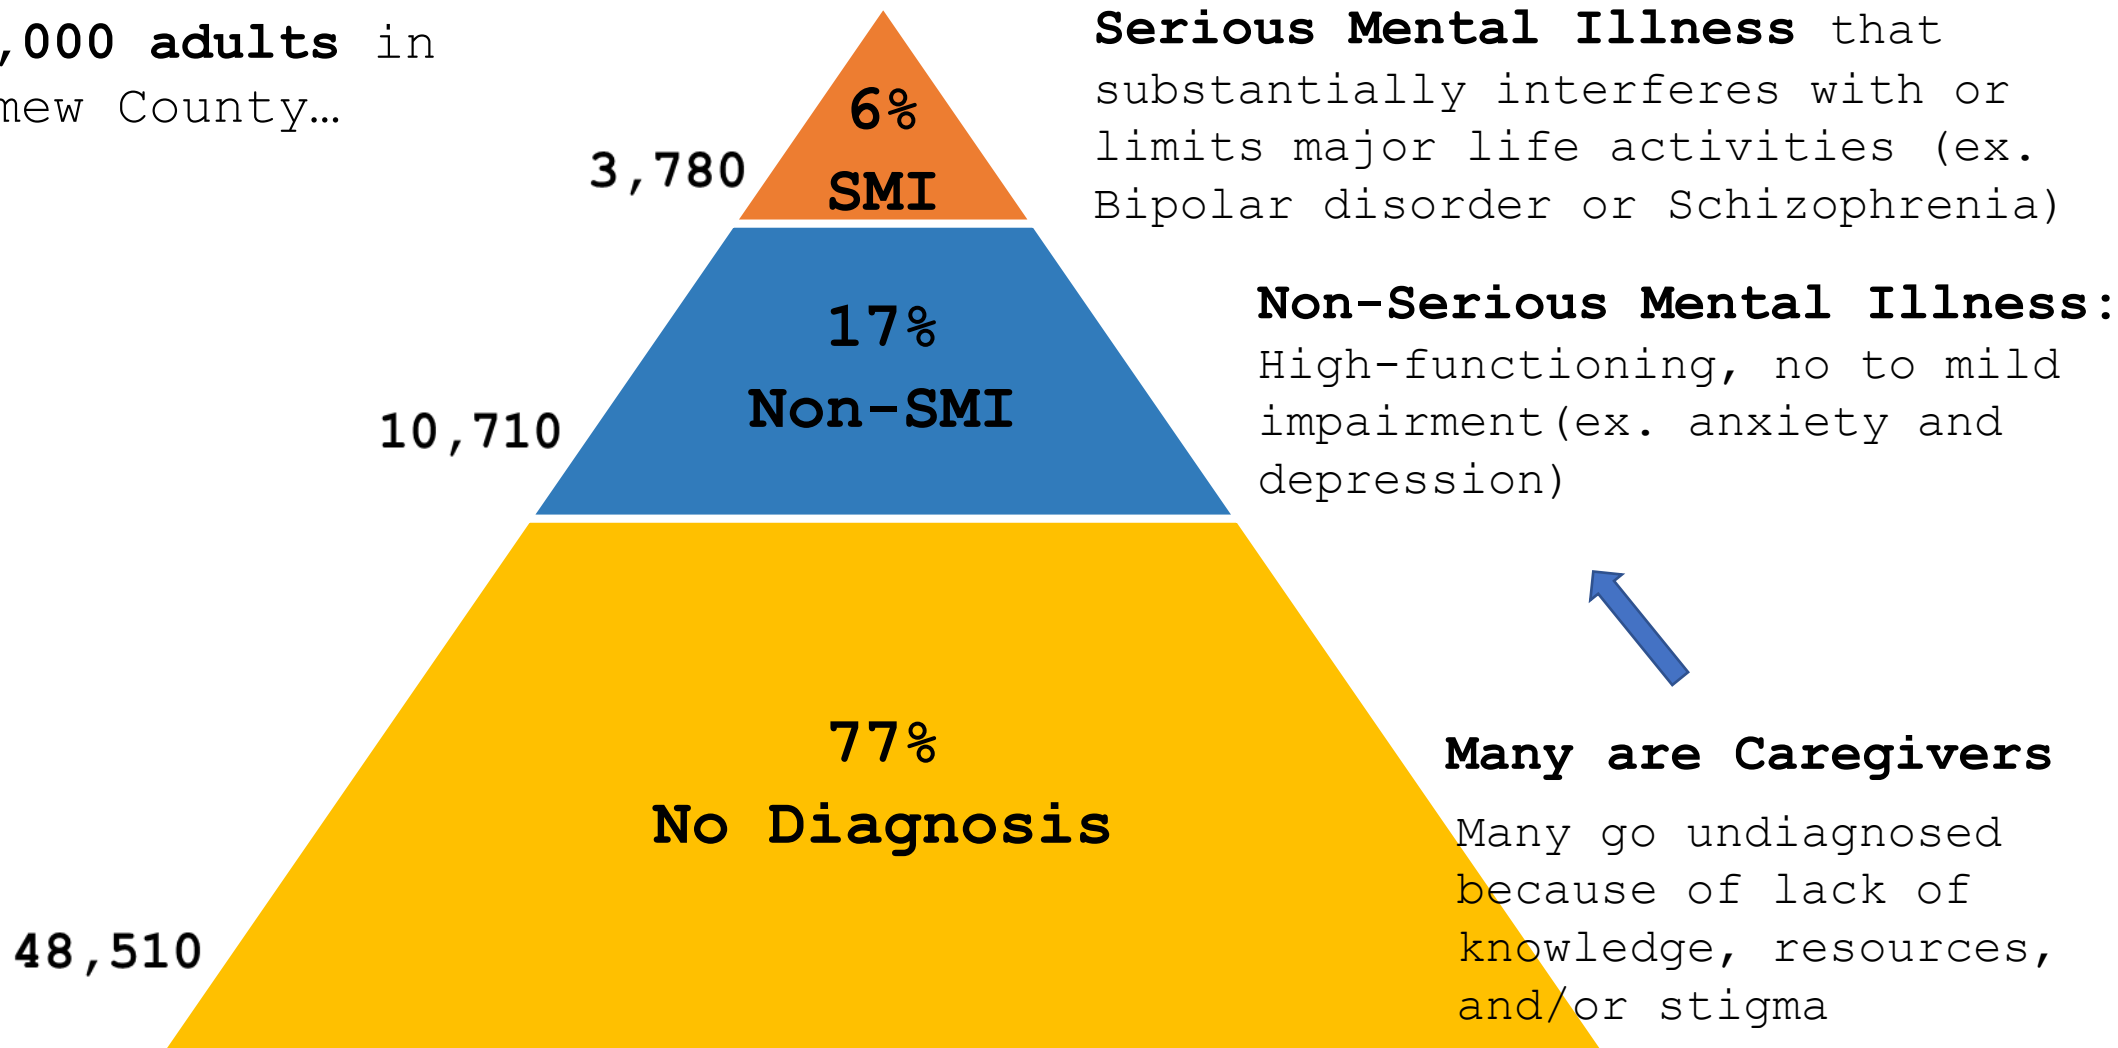 ,000 adults in
mew County…
Serious Mental Illness that
substantially interferes with or
limits major life activities (ex.
Bipolar disorder or Schizophrenia)
6%
SMI
3,780
Non-Serious Mental Illness:
High-functioning, no to mild
impairment(ex. anxiety and
depression)
17%
Non-SMI
10,710
77%
No Diagnosis
48,510
Many are Caregivers
Many go undiagnosed
because of lack of
knowledge, resources,
and/or stigma